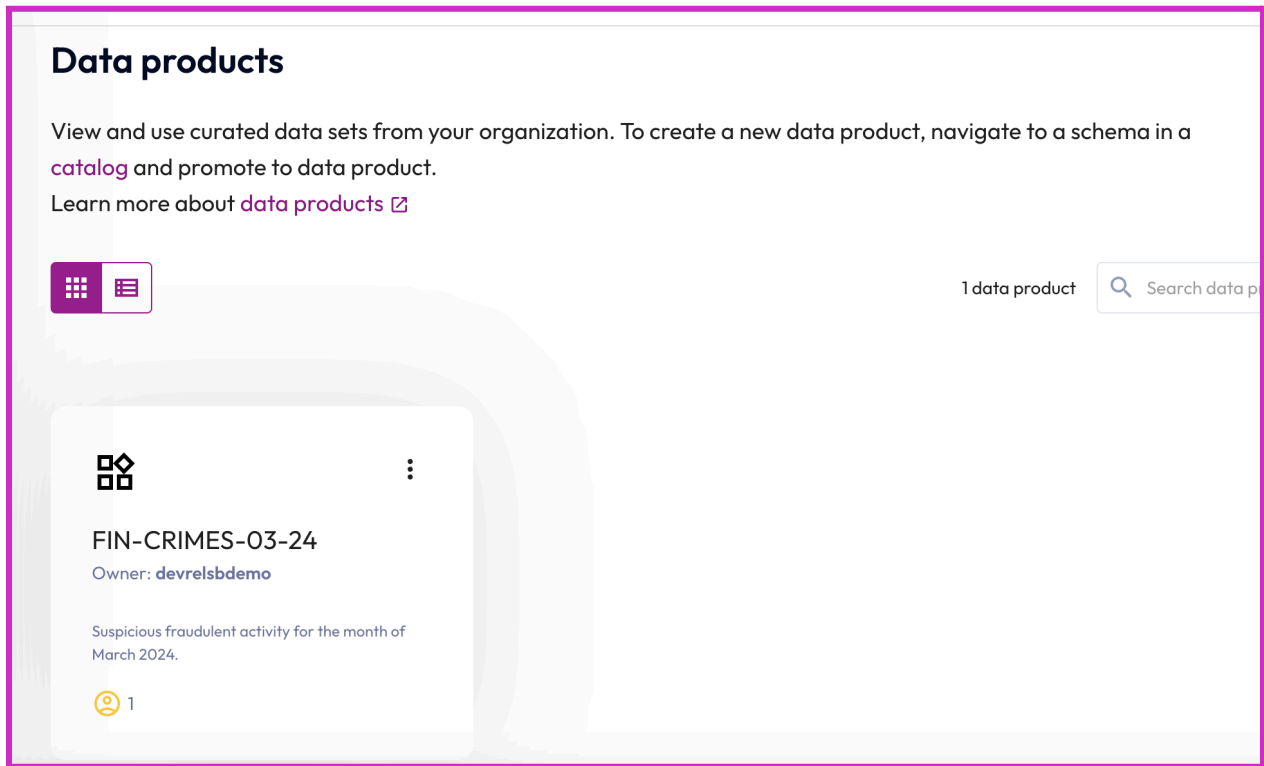 Data products
View and use curated data sets from your organization. To create a new data product, navigate to a schema in a
catalog and promote to data product.
Learn more about data products
1 data product
Search data
FIN-CRIMES-03-24
Owner: devrelsbdemo
Suspicious fraudulent activity for the month of
March 2024.
1